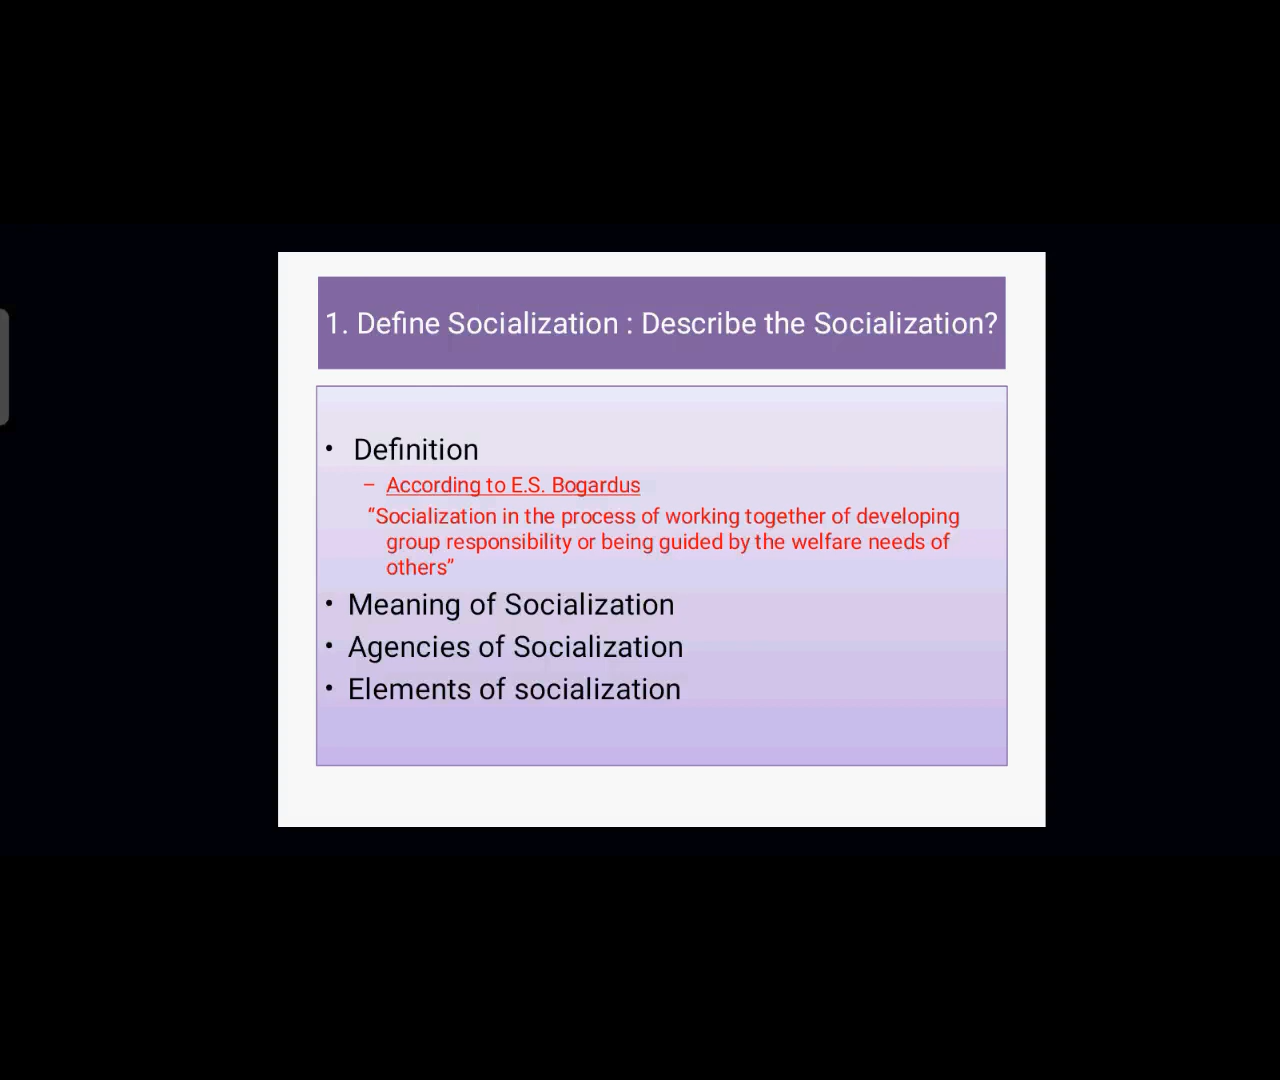 1. Define Socialization : Describe the Socialization?
• Definition
– According to E.S. Bogardus
“Socialization in the process of working together of developing
group responsibility or being guided by the welfare needs of
others”
• Meaning of Socialization
• Agencies of Socialization
• Elements of socialization